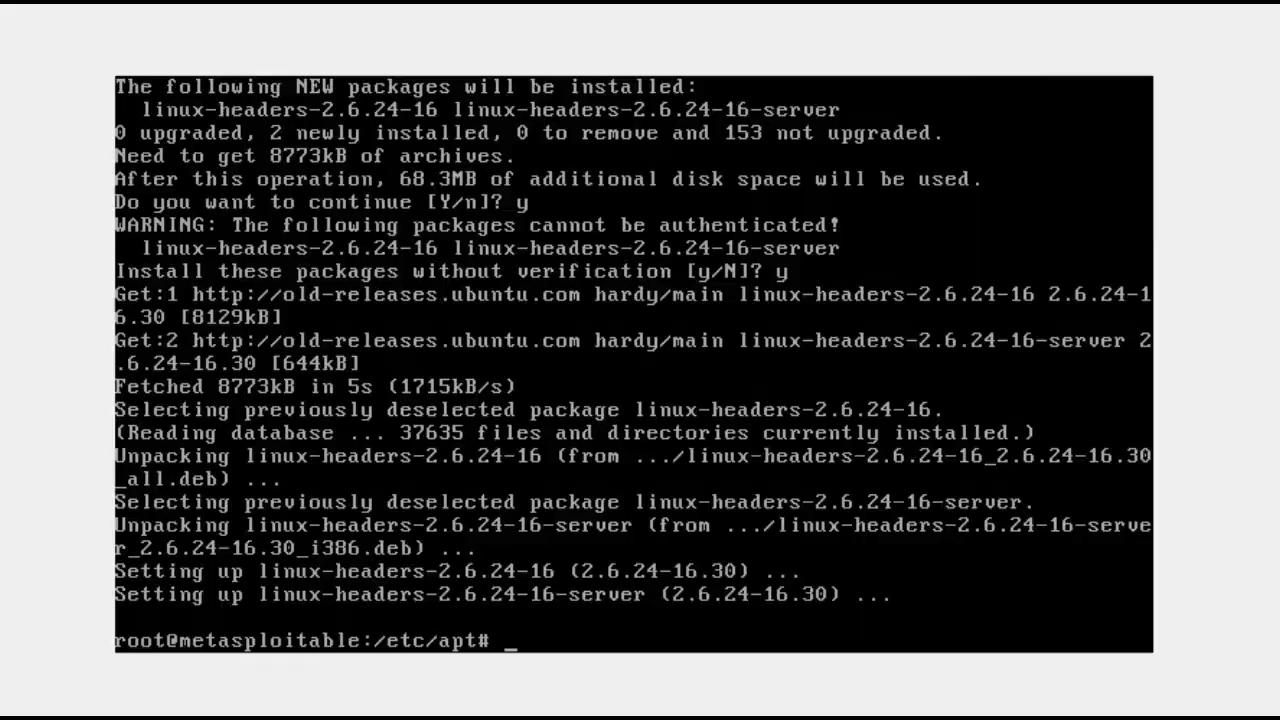 The following NEW packages will be installed:
  linux-headers-2.6.24-16 linux-headers-2.6.24-16-server
0 upgraded, 2 newly installed, 0 to remove and 153 not upgraded.
Need to get 8773kB of archives.
After this operation, 68.3MB of additional disk space will be used.
Do you want to continue [Y/n]? y
WARNING: The following packages cannot be authenticated!
  linux-headers-2.6.24-16 linux-headers-2.6.24-16-server
Install these packages without verification [y/N]? y
Get:1 http://old-releases.ubuntu.com hardy/main linux-headers-2.6.24-16 2.6.24-1
6.30 [8129kB]
Get:2 http://old-releases.ubuntu.com hardy/main linux-headers-2.6.24-16-server 2
.6.24-16.30 [644kB]
Fetched 8773kB in 5s (1715kB/s)
Selecting previously deselected package linux-headers-2.6.24-16.
(Reading database ... 37635 files and directories currently installed.)
Unpacking linux-headers-2.6.24-16 (from .../linux-headers-2.6.24-16_2.6.24-16.30
_all.deb) ...
Selecting previously deselected package linux-headers-2.6.24-16-server.
Unpacking linux-headers-2.6.24-16-server (from .../linux-headers-2.6.24-16-serve
r_2.6.24-16.30_i386.deb) ...
Setting up linux-headers-2.6.24-16 (2.6.24-16.30) ...
Setting up linux-headers-2.6.24-16-server (2.6.24-16.30) ...
root@metasploitable:/etc/apt# _